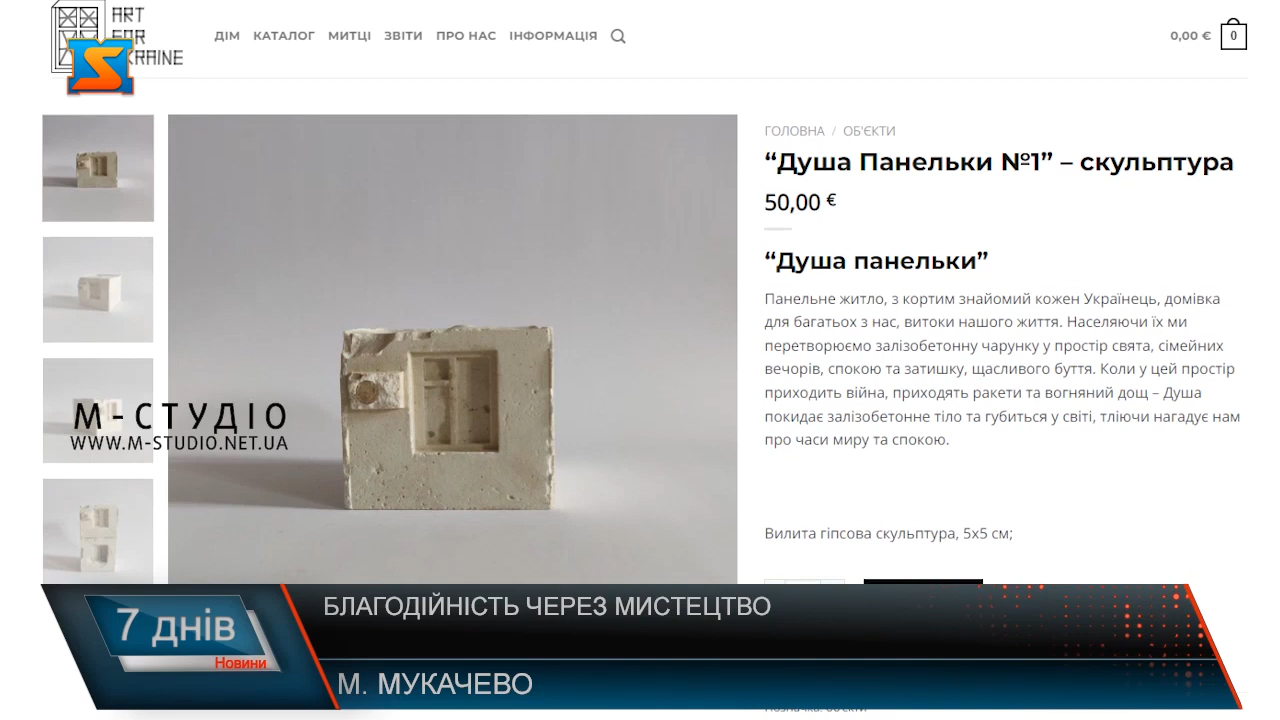 ART
FOR
UKRAINE
ДІМ КАТАЛОГ МИТЦІ ЗВІТИ ПРО НАС ІНФОРМАЦІЯ
0,00 € 0
ГОЛОВНА / ОБ'ЄКТИ
“Душа Панельки №1” – скульптура
50,00 €
“Душа панельки”
Панельне житло, з кортим знайомий кожен Українець, домівка
для багатьох з нас, витоки нашого життя. Населяючи їх ми
перетворюємо залізобетонну чарунку у простір свята, сімейних
вечорів, спокою та затишку, щасливого буття. Коли у цей простір
приходить війна, приходять ракети та вогняний дощ – Душа
покидає залізобетонне тіло та губиться у світі, тліючи нагадує нам
про часи миру та спокою.
Вилита гіпсова скульптура, 5х5 см;
М-СТУДІО
WWW.M-STUDIO.NET.UA
7 днів
Новини
БЛАГОДІЙНІСТЬ ЧЕРЕЗ МИСТЕЦТВО
М. МУКАЧЕВО